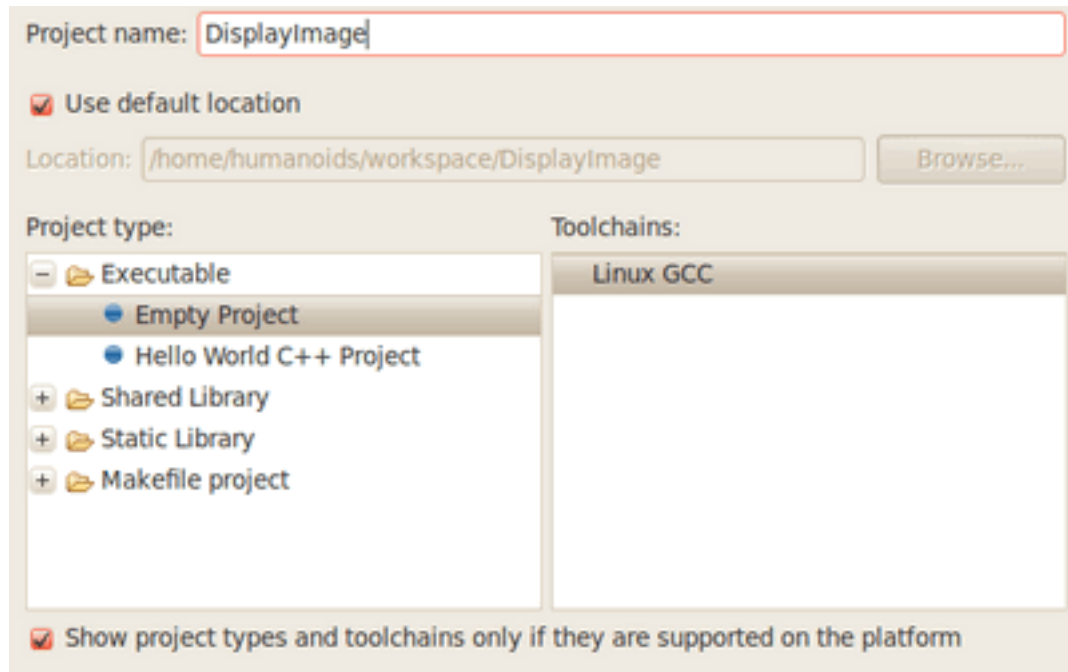 Project name: DisplayImage
Use default location
Location: /home/humanoids/workspace/DisplayImage Browse...
Project type:
Executable
Empty Project
Hello World C++ Project
Shared Library
Static Library
Makefile project
Toolchains:
Linux GCC
Show project types and toolchains only if they are supported on the platform